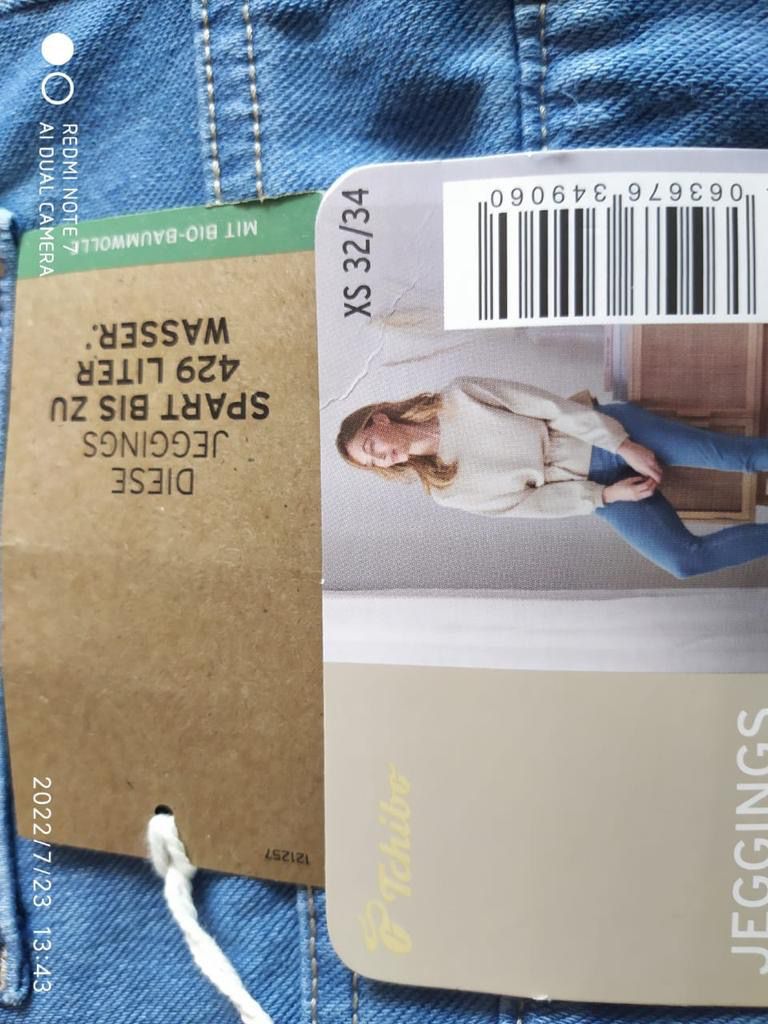 REDMI NOTE 7
AI DUAL CAMERA
2022/7/23 13:43
MIT BIO-BAUMWOLLE
DIESE
JEGGINGS
SPART BIS ZU
429 LITER
WASSER.*
121257
XS 32/34
063676 349060
Tchibo
JEGGINGS